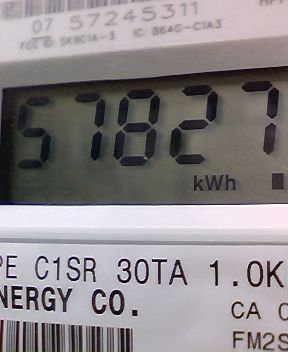 07 57245311
FCC ID: SK9C1A-3 IC: 864G-C1A3
57827
kWh
PE C1SR 30TA 1.0K
NERGY CO.
CA
FM2S